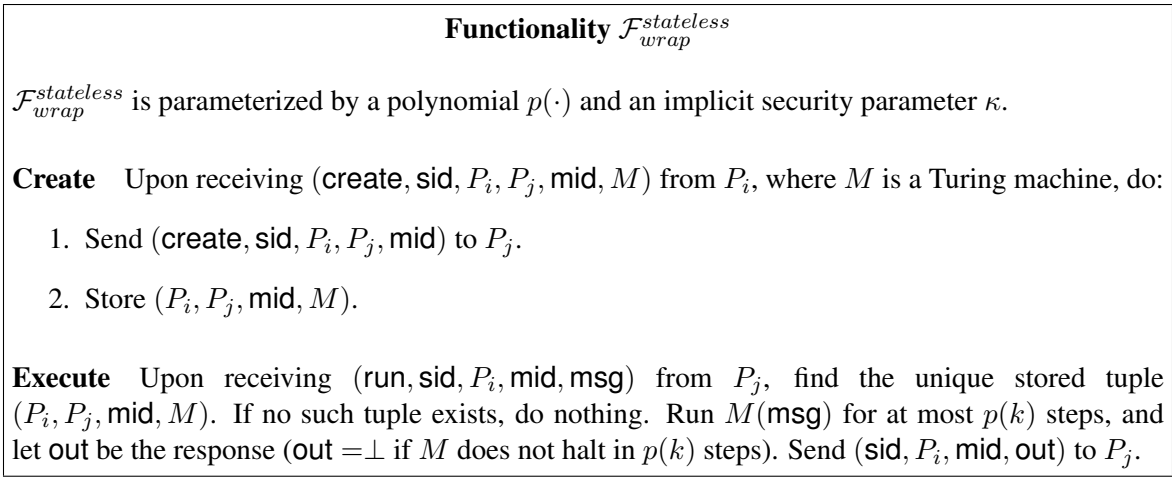 Functionality $\mathcal{F}_{wrap}^{stateless}$
$\mathcal{F}_{wrap}^{stateless}$ is parameterized by a polynomial $p(\cdot)$ and an implicit security parameter $\kappa$.
Create Upon receiving (create, sid, $P_i$, $P_j$, mid, $M$) from $P_i$, where $M$ is a Turing machine, do:
1. Send (create, sid, $P_i$, $P_j$, mid) to $P_j$.
2. Store ($P_i$, $P_j$, mid, $M$).
Execute Upon receiving (run, sid, $P_i$, mid, msg) from $P_j$, find the unique stored tuple
($P_i$, $P_j$, mid, $M$). If no such tuple exists, do nothing. Run $M$(msg) for at most $p(k)$ steps, and
let out be the response (out $=\perp$ if $M$ does not halt in $p(k)$ steps). Send (sid, $P_i$, mid, out) to $P_j$.